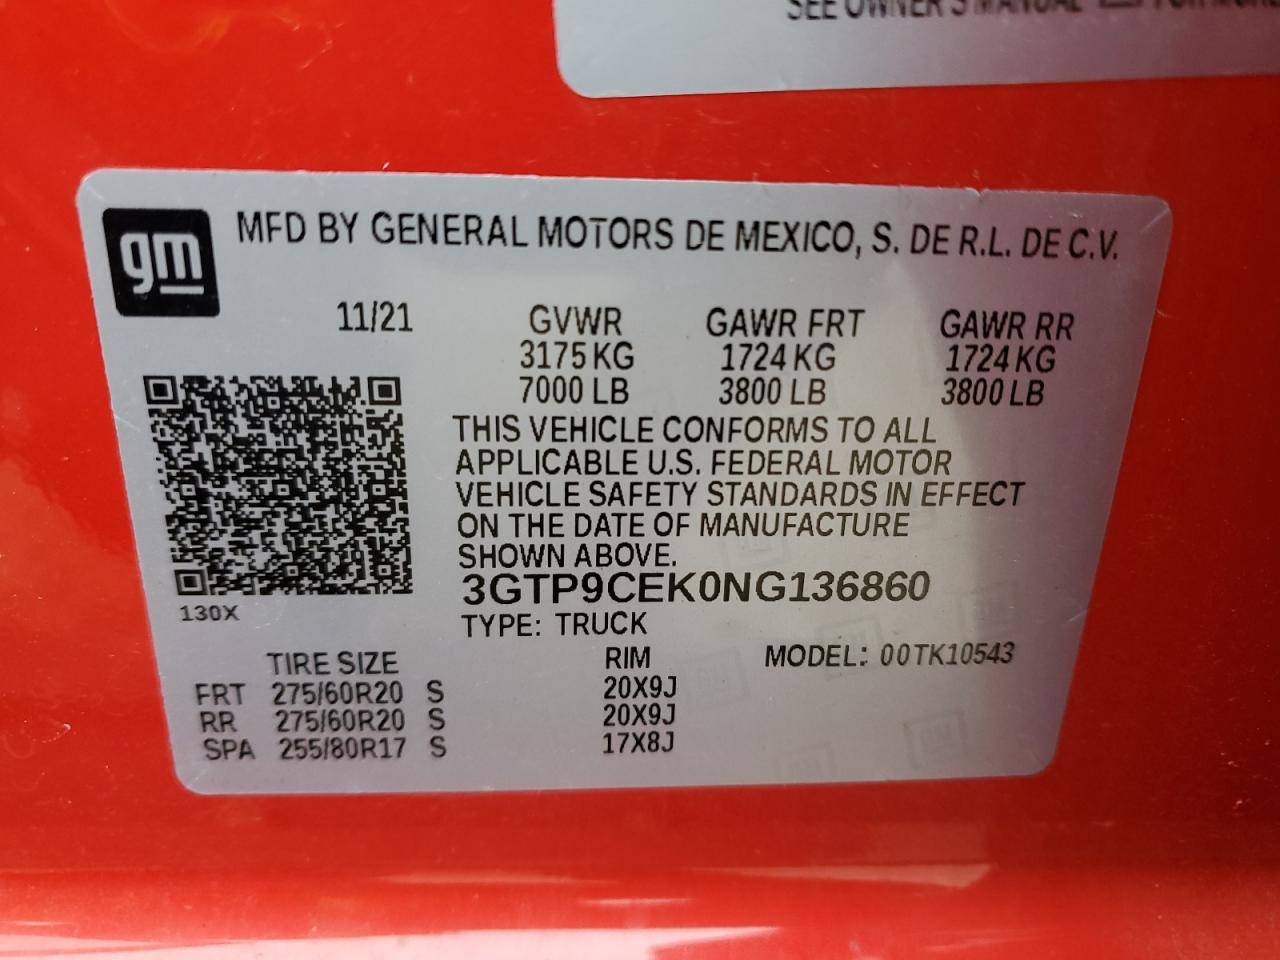 SEE OWNER'S MANUAL
gm
MFD BY GENERAL MOTORS DE MEXICO, S. DE R.L. DE C.V.
11/21 GVWR GAWR FRT GAWR RR
3175 KG 1724 KG 1724 KG
7000 LB 3800 LB 3800 LB
THIS VEHICLE CONFORMS TO ALL
APPLICABLE U.S. FEDERAL MOTOR
VEHICLE SAFETY STANDARDS IN EFFECT
ON THE DATE OF MANUFACTURE
SHOWN ABOVE.
3GTP9CEK0NG136860
130X
TYPE: TRUCK
TIRE SIZE RIM MODEL: 00TK10543
FRT 275/60R20 S 20X9J
RR 275/60R20 S 20X9J
SPA 255/80R17 S 17X8J